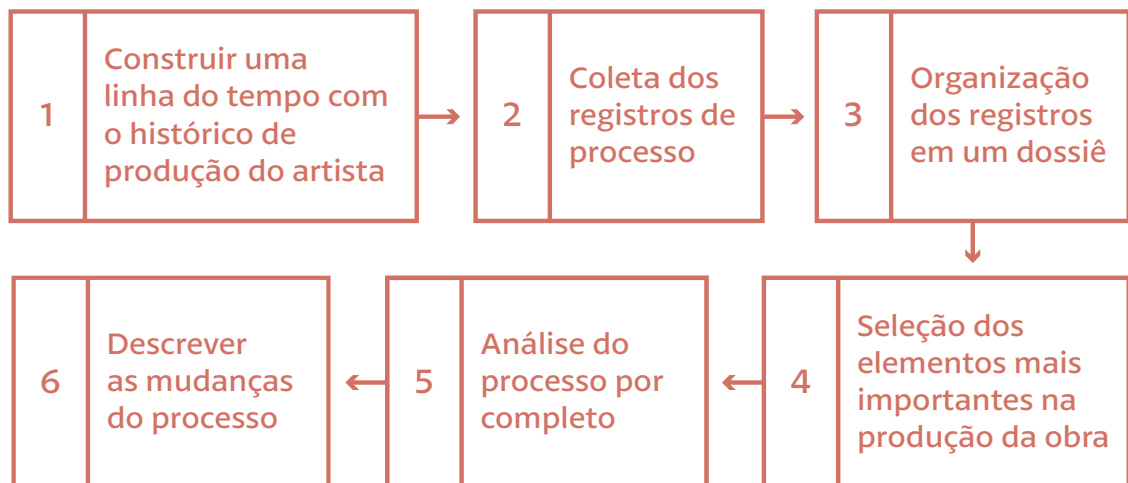 1
Construir uma
linha do tempo com
o histórico de
produção do artista
2
Coleta dos
registros de
processo
3
Organização
dos registros
em um dossiê
4
Seleção dos
elementos mais
importantes na
produção da obra
5
Análise do
processo por
completo
6
Descrever
as mudanças
do processo